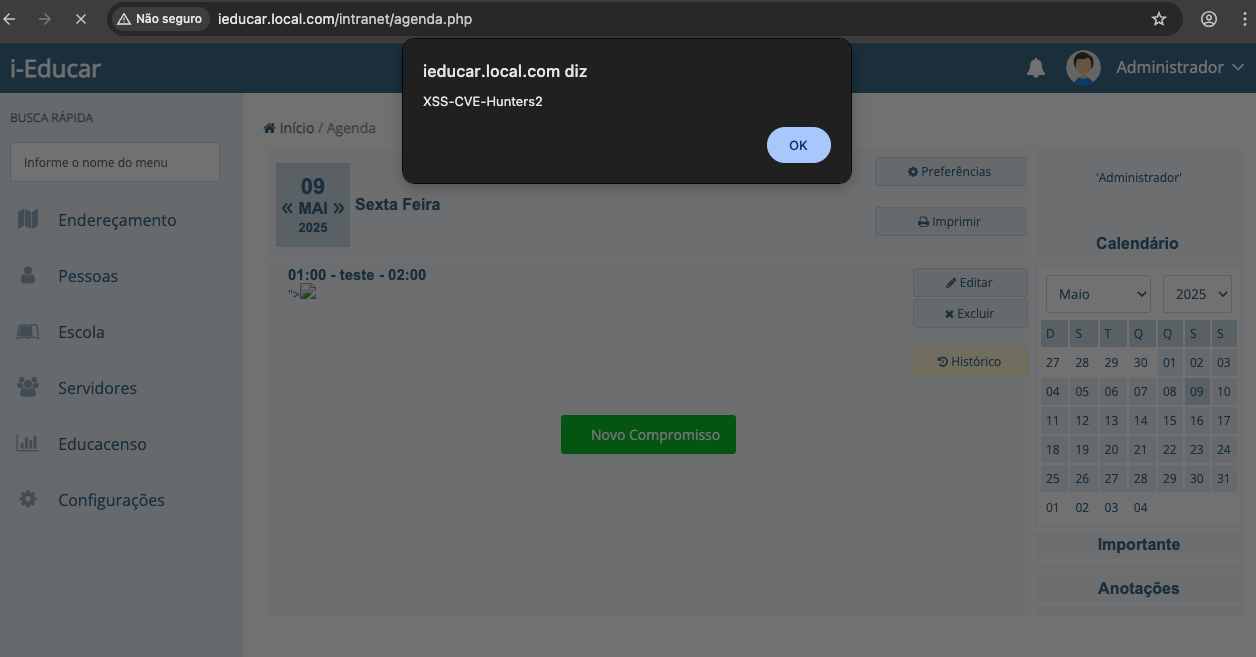 Não seguro ieducar.local.com/intranet/agenda.php
i-Educar
Administrador
ieducar.local.com diz
XSS-CVE-Hunters2
OK
BUSCA RÁPIDA
Informe o nome do menu
Endereçamento
Pessoas
Escola
Servidores
Educacenso
Configurações
Início / Agenda
09
« MAI »
2025
Sexta Feira
Preferências
Imprimir
01:00 - teste - 02:00
">
Editar
Excluir
Histórico
Novo Compromisso
'Administrador'
Calendário
Maio 2025
D S T Q Q S S
27 28 29 30 01 02 03
04 05 06 07 08 09 10
11 12 13 14 15 16 17
18 19 20 21 22 23 24
25 26 27 28 29 30 31
01 02 03 04
Importante
Anotações